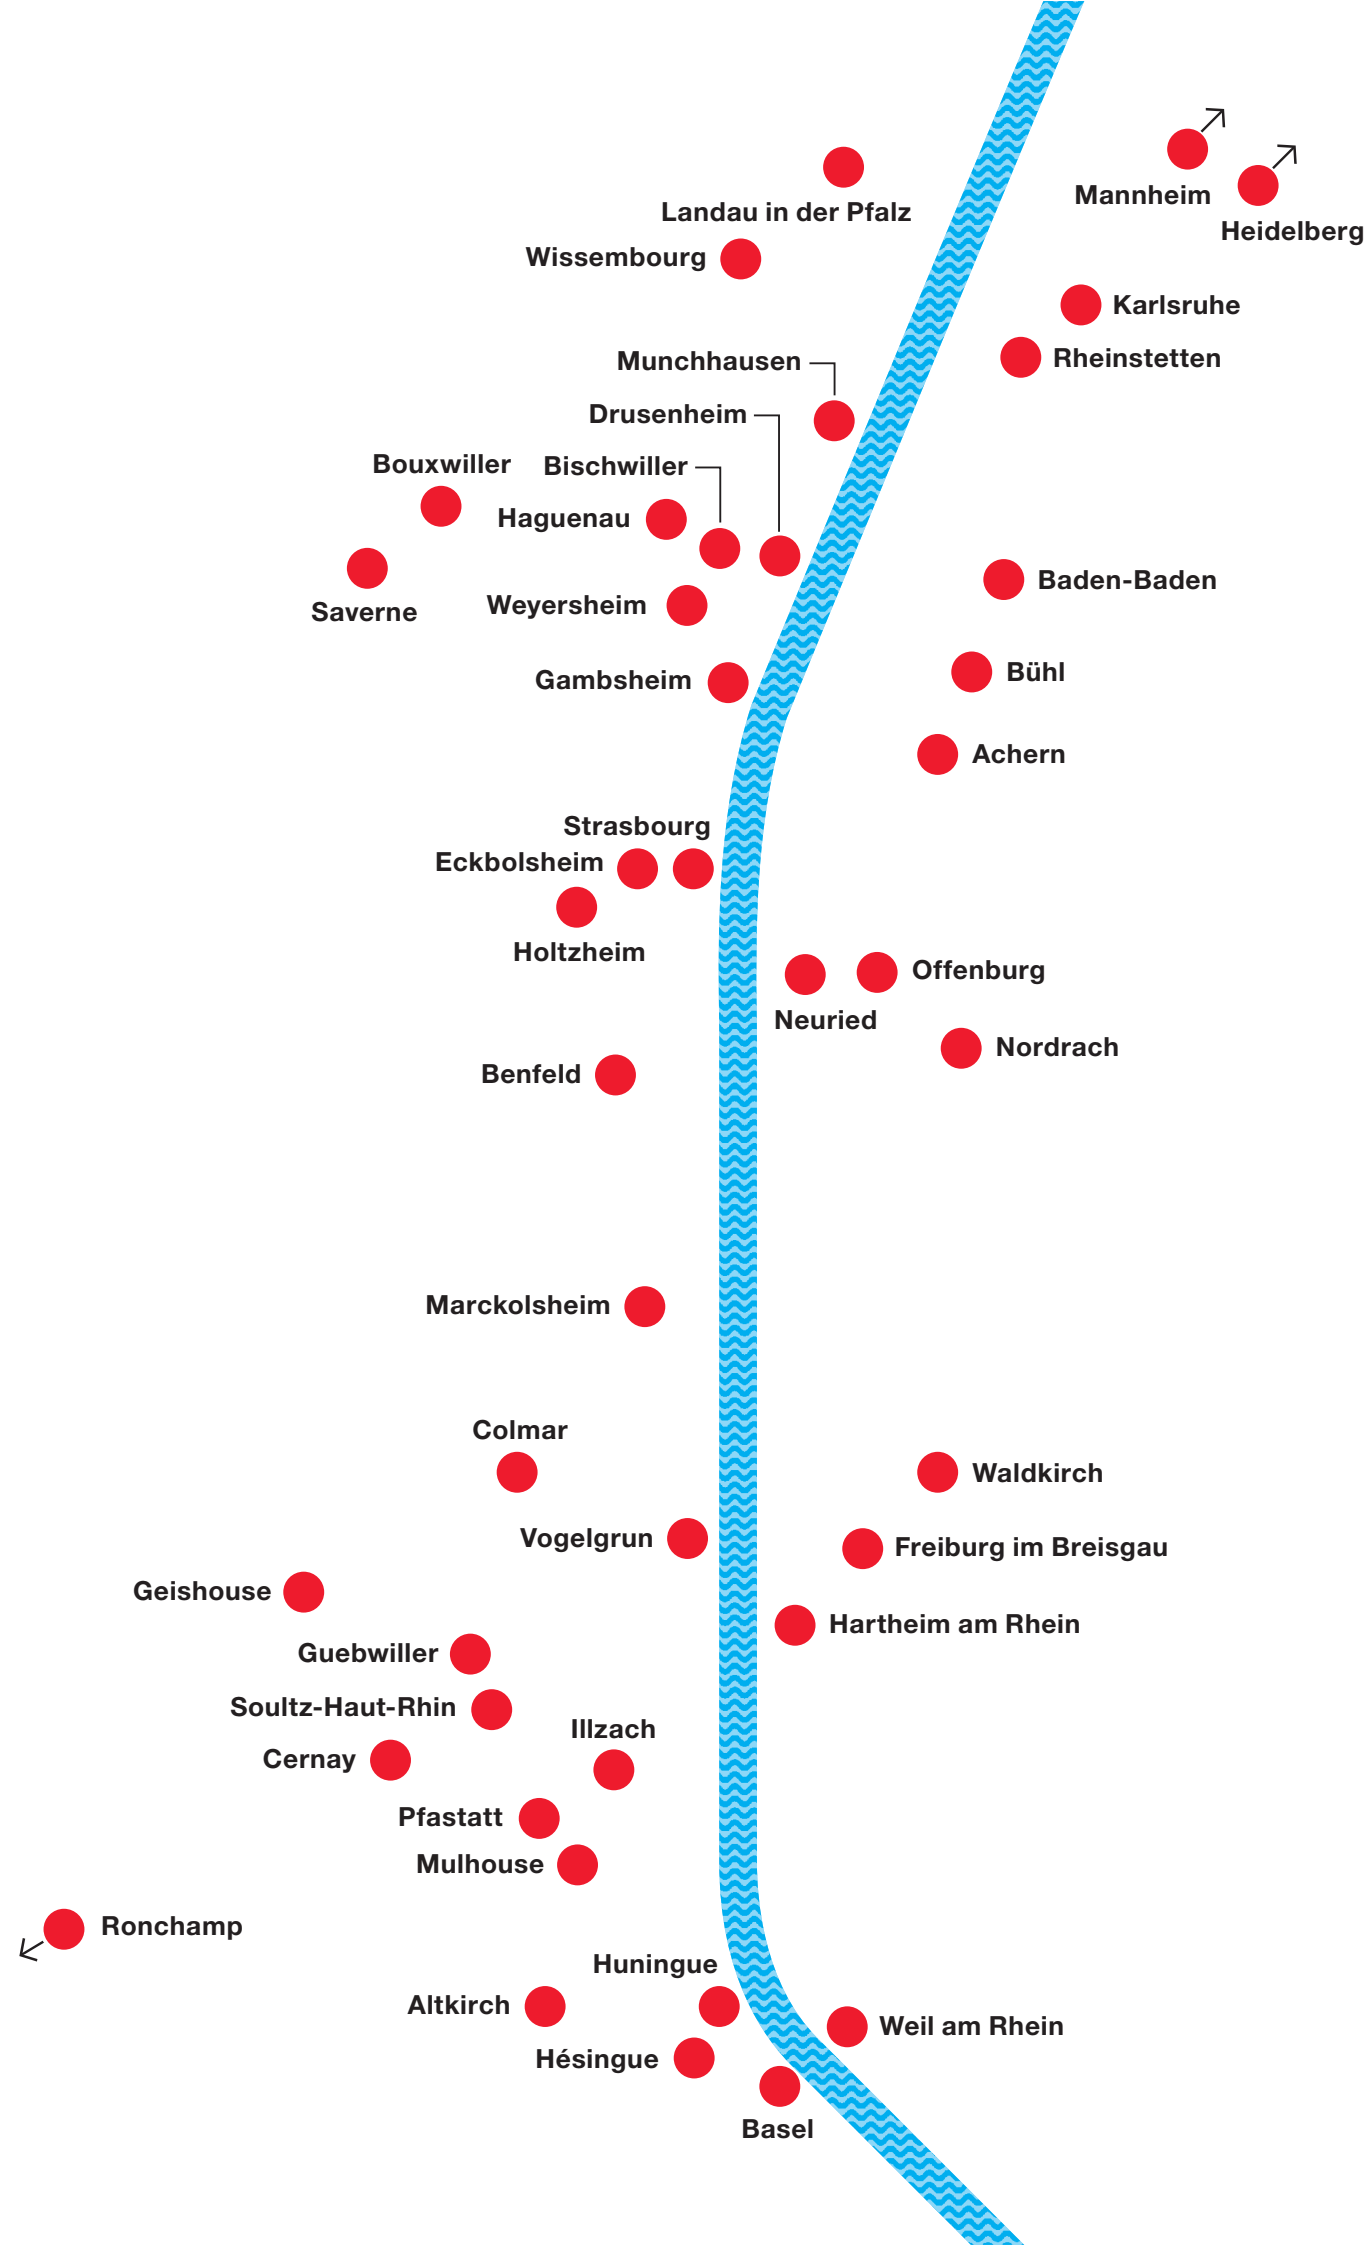 Mannheim
Landau in der Pfalz
Heidelberg
Wissembourg
Karlsruhe
Rheinstetten
Munchhausen
Drusenheim
Bouxwiller
Bischwiller
Haguenau
Baden-Baden
Weyersheim
Saverne
Bühl
Gambsheim
Achern
Strasbourg
Eckbolsheim
Holtzheim
Offenburg
Neuried
Nordrach
Benfeld
Marckolsheim
Colmar
Waldkirch
Vogelgrun
Freiburg im Breisgau
Geishouse
Hartheim am Rhein
Guebwiller
Soultz-Haut-Rhin
Illzach
Cernay
Pfastatt
Mulhouse
Ronchamp
Huningue
Altkirch
Weil am Rhein
Hésingue
Basel